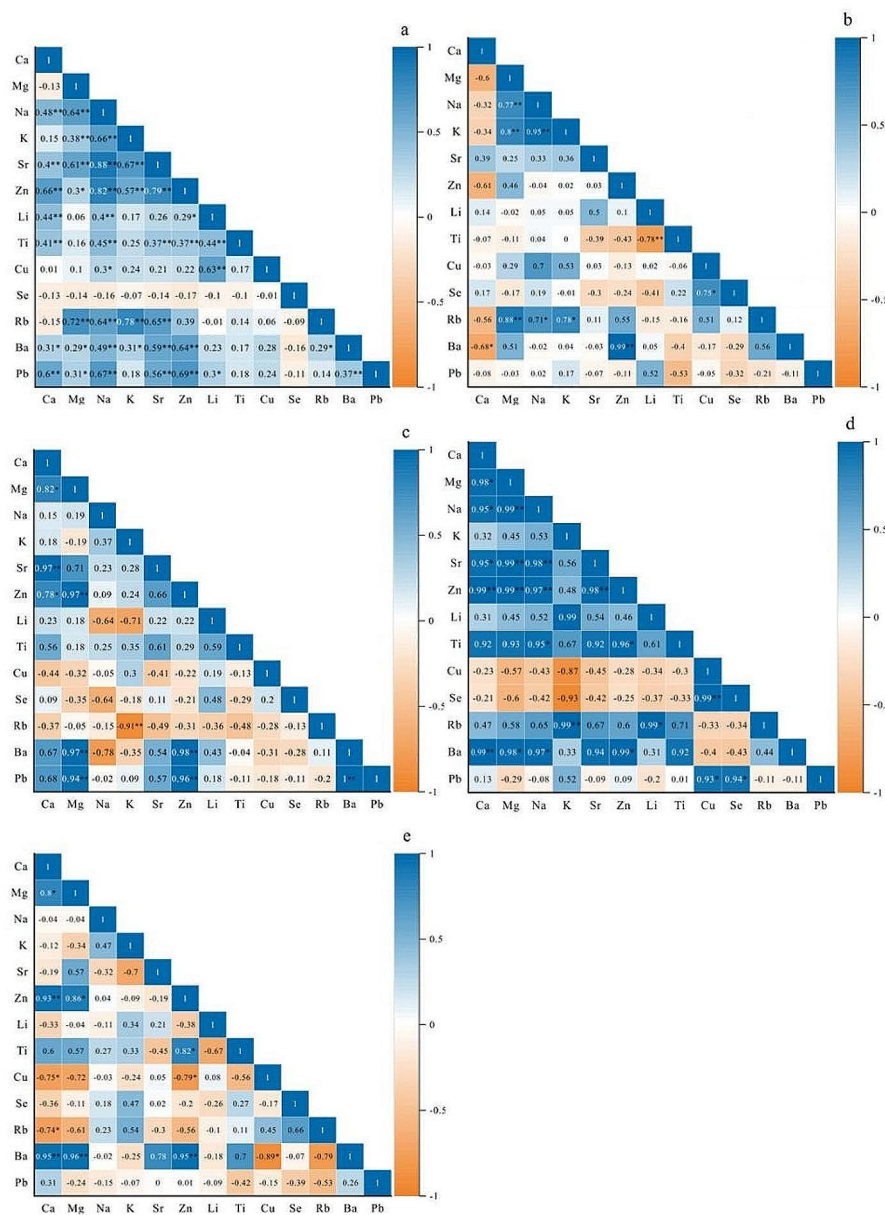 a
Ca 1
Mg -0.13 1
Na 0.48** 0.64** 1
K 0.15 0.38** 0.66** 1
Sr 0.4** 0.61** 0.88** 0.67** 1
Zn 0.66** 0.3* 0.82** 0.57** 0.79** 1
Li 0.44** 0.06 0.4** 0.17 0.26 0.29* 1
Ti 0.41** 0.16 0.45** 0.25 0.37** 0.37** 0.44** 1
Cu 0.01 0.1 0.3* 0.24 0.21 0.22 0.63** 0.17 1
Se -0.13 -0.14 -0.16 -0.07 -0.14 -0.17 -0.1 -0.1 -0.01 1
Rb -0.15 0.72** 0.64** 0.78** 0.65** 0.39 -0.01 0.14 0.06 -0.09 1
Ba 0.31* 0.29* 0.49** 0.31* 0.59** 0.64** 0.23 0.17 0.28 -0.16 0.29* 1
Pb 0.6** 0.31* 0.67** 0.18 0.56** 0.69** 0.3* 0.18 0.24 -0.11 0.14 0.37** 1
Ca Mg Na K Sr Zn Li Ti Cu Se Rb Ba Pb
1
0.5
0
-0.5
-1
b
Ca 1
Mg -0.6 1
Na -0.32 0.77** 1
K -0.34 0.8** 0.95** 1
Sr 0.39 0.25 0.33 0.36 1
Zn -0.61 0.46 -0.04 0.02 0.03 1
Li 0.14 -0.02 0.05 0.05 0.5 0.1 1
Ti -0.07 -0.11 0.04 0 -0.39 -0.43 -0.78** 1
Cu -0.03 0.29 0.7 0.53 0.03 -0.13 0.02 -0.06 1
Se 0.17 -0.17 0.19 -0.01 -0.3 -0.24 -0.41 0.22 0.75* 1
Rb -0.56 0.88** 0.71* 0.78* 0.11 0.55 -0.15 -0.16 0.51 0.12 1
Ba -0.68* 0.51 -0.02 0.04 -0.03 0.99** 0.05 -0.4 -0.17 -0.29 0.56 1
Pb -0.08 -0.03 0.02 0.17 -0.07 -0.11 0.52 -0.53 -0.05 -0.32 -0.21 -0.11 1
Ca Mg Na K Sr Zn Li Ti Cu Se Rb Ba Pb
1
0.5
0
-0.5
-1
c
Ca 1
Mg 0.82* 1
Na 0.15 0.19 1
K 0.18 -0.19 0.37 1
Sr 0.97** 0.71 0.23 0.28 1
Zn 0.78* 0.97** 0.09 0.24 0.66 1
Li 0.23 0.18 -0.64 -0.71 0.22 0.22 1
Ti 0.56 0.18 0.25 0.35 0.61 0.29 0.59 1
Cu -0.44 -0.32 -0.05 0.3 -0.41 -0.22 -0.21 -0.13 1
Se 0.09 -0.35 -0.64 -0.18 0.11 -0.21 0.48 -0.29 0.2 1
Rb -0.37 -0.05 -0.15 -0.91** -0.49 -0.31 -0.36 -0.48 -0.28 -0.13 1
Ba 0.67 0.97** -0.78 -0.35 0.54 0.98** 0.43 -0.04 -0.31 -0.28 0.11 1
Pb 0.68 0.94** -0.02 0.09 0.57 0.96** 0.18 -0.11 -0.18 -0.11 -0.2 1** 1
Ca Mg Na K Sr Zn Li Ti Cu Se Rb Ba Pb
1
0.5
0
-0.5
-1
d
Ca 1
Mg 0.98* 1
Na 0.95* 0.99** 1
K 0.32 0.45 0.53 1
Sr 0.95* 0.99** 0.98** 0.56 1
Zn 0.99** 0.99** 0.97** 0.48 0.98** 1
Li 0.31 0.45 0.52 0.99 0.54 0.46 1
Ti 0.92 0.93 0.95* 0.67 0.92 0.96* 0.61 1
Cu -0.23 -0.57 -0.43 -0.87 -0.45 -0.28 -0.34 -0.3 1
Se -0.21 -0.6 -0.42 -0.93 -0.42 -0.25 -0.37 -0.33 0.99** 1
Rb 0.47 0.58 0.65 0.99** 0.67 0.6 0.99* 0.71 -0.33 -0.34 1
Ba 0.99** 0.98* 0.97* 0.33 0.94 0.99* 0.31 0.92 -0.4 -0.43 0.44 1
Pb 0.13 -0.29 -0.08 0.52 -0.09 0.09 -0.2 0.01 0.93* 0.94* -0.11 -0.11 1
Ca Mg Na K Sr Zn Li Ti Cu Se Rb Ba Pb
1
0.5
0
-0.5
-1
e
Ca 1
Mg 0.8* 1
Na -0.04 -0.04 1
K -0.12 -0.34 0.47 1
Sr -0.19 0.57 -0.32 -0.7 1
Zn 0.93** 0.86* 0.04 -0.09 -0.19 1
Li -0.33 -0.04 -0.11 0.34 0.21 -0.38 1
Ti 0.6 0.57 0.27 0.33 -0.45 0.82* -0.67 1
Cu -0.75* -0.72 -0.03 -0.24 0.05 -0.79* 0.08 -0.56 1
Se -0.36 -0.11 0.18 0.47 0.02 -0.2 -0.26 0.27 -0.17 1
Rb -0.74* -0.61 0.23 0.54 -0.3 -0.56 -0.1 0.11 0.45 0.66 1
Ba 0.95** 0.96** -0.02 -0.25 0.78 0.95** -0.18 0.7 -0.89* -0.07 -0.79 1
Pb 0.31 -0.24 -0.15 -0.07 0 0.01 -0.09 -0.42 -0.15 -0.39 -0.53 0.26 1
Ca Mg Na K Sr Zn Li Ti Cu Se Rb Ba Pb
1
0.5
0
-0.5
-1